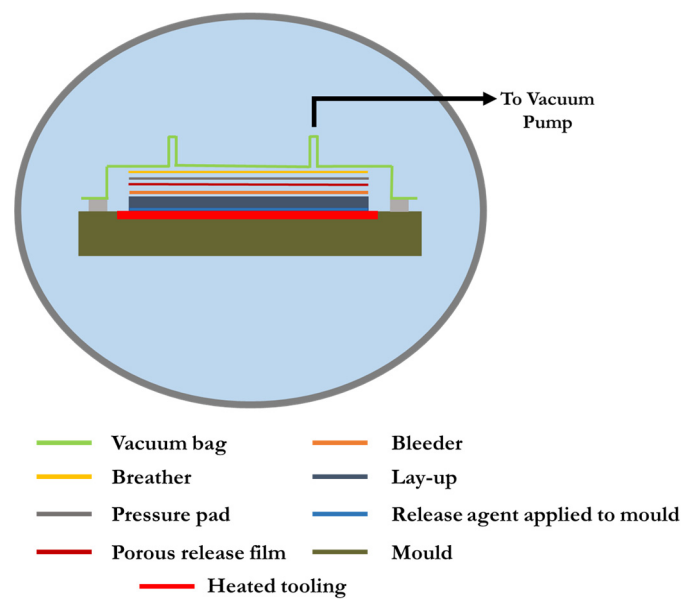 To Vacuum
Pump
Vacuum bag
Bleeder
Breather
Lay-up
Pressure pad
Release agent applied to mould
Porous release film
Mould
Heated tooling